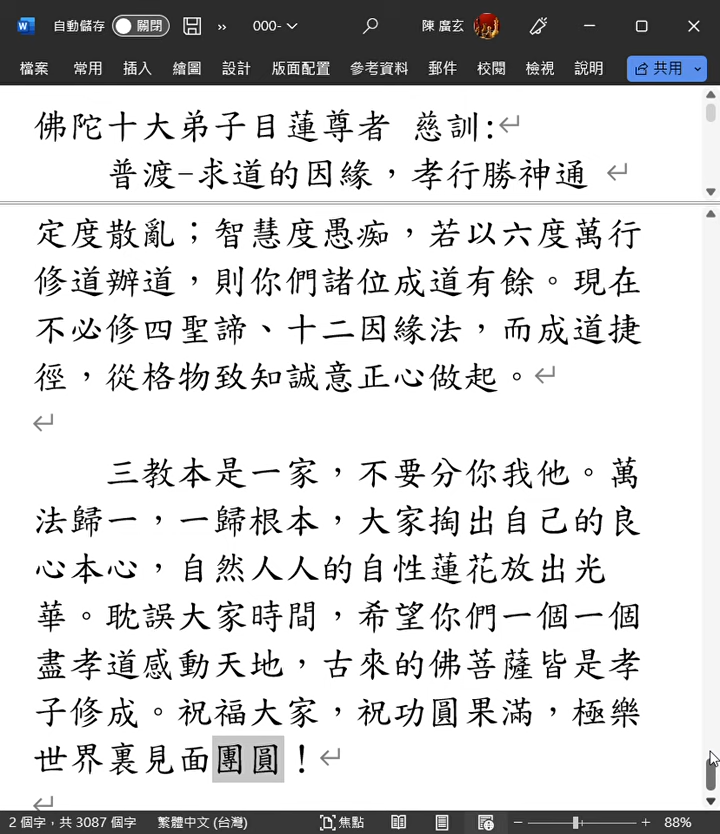 自動儲存 關閉 000- 陳 廣玄
檔案 常用 插入 繪圖 設計 版面配置 參考資料 郵件 校閱 檢視 說明 共用
佛陀十大弟子目蓮尊者 慈訓:
普渡-求道的因緣，孝行勝神通
定度散亂；智慧度愚痴，若以六度萬行
修道辦道，則你們諸位成道有餘。現在
不必修四聖諦、十二因緣法，而成道捷
徑，從格物致知誠意正心做起。
三教本是一家，不要分你我他。萬
法歸一，一歸根本，大家掏出自己的良
心本心，自然人人的自性蓮花放出光
華。耽誤大家時間，希望你們一個一個
盡孝道感動天地，古來的佛菩薩皆是孝
子修成。祝福大家，祝功圓果滿，極樂
世界裏見面團圓！
2 個字，共 3087 個字 繁體中文 (台灣) 焦點 88%